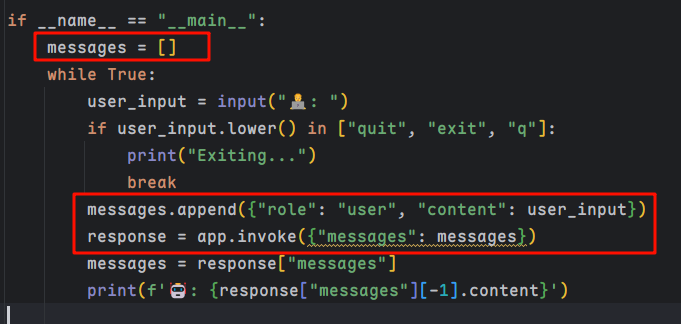 if __name__ == "__main__":
    messages = []
    while True:
        user_input = input("🧑‍💻: ")
        if user_input.lower() in ["quit", "exit", "q"]:
            print("Exiting...")
            break
        messages.append({"role": "user", "content": user_input})
        response = app.invoke({"messages": messages})
        messages = response["messages"]
        print(f'🤖: {response["messages"][-1].content}')